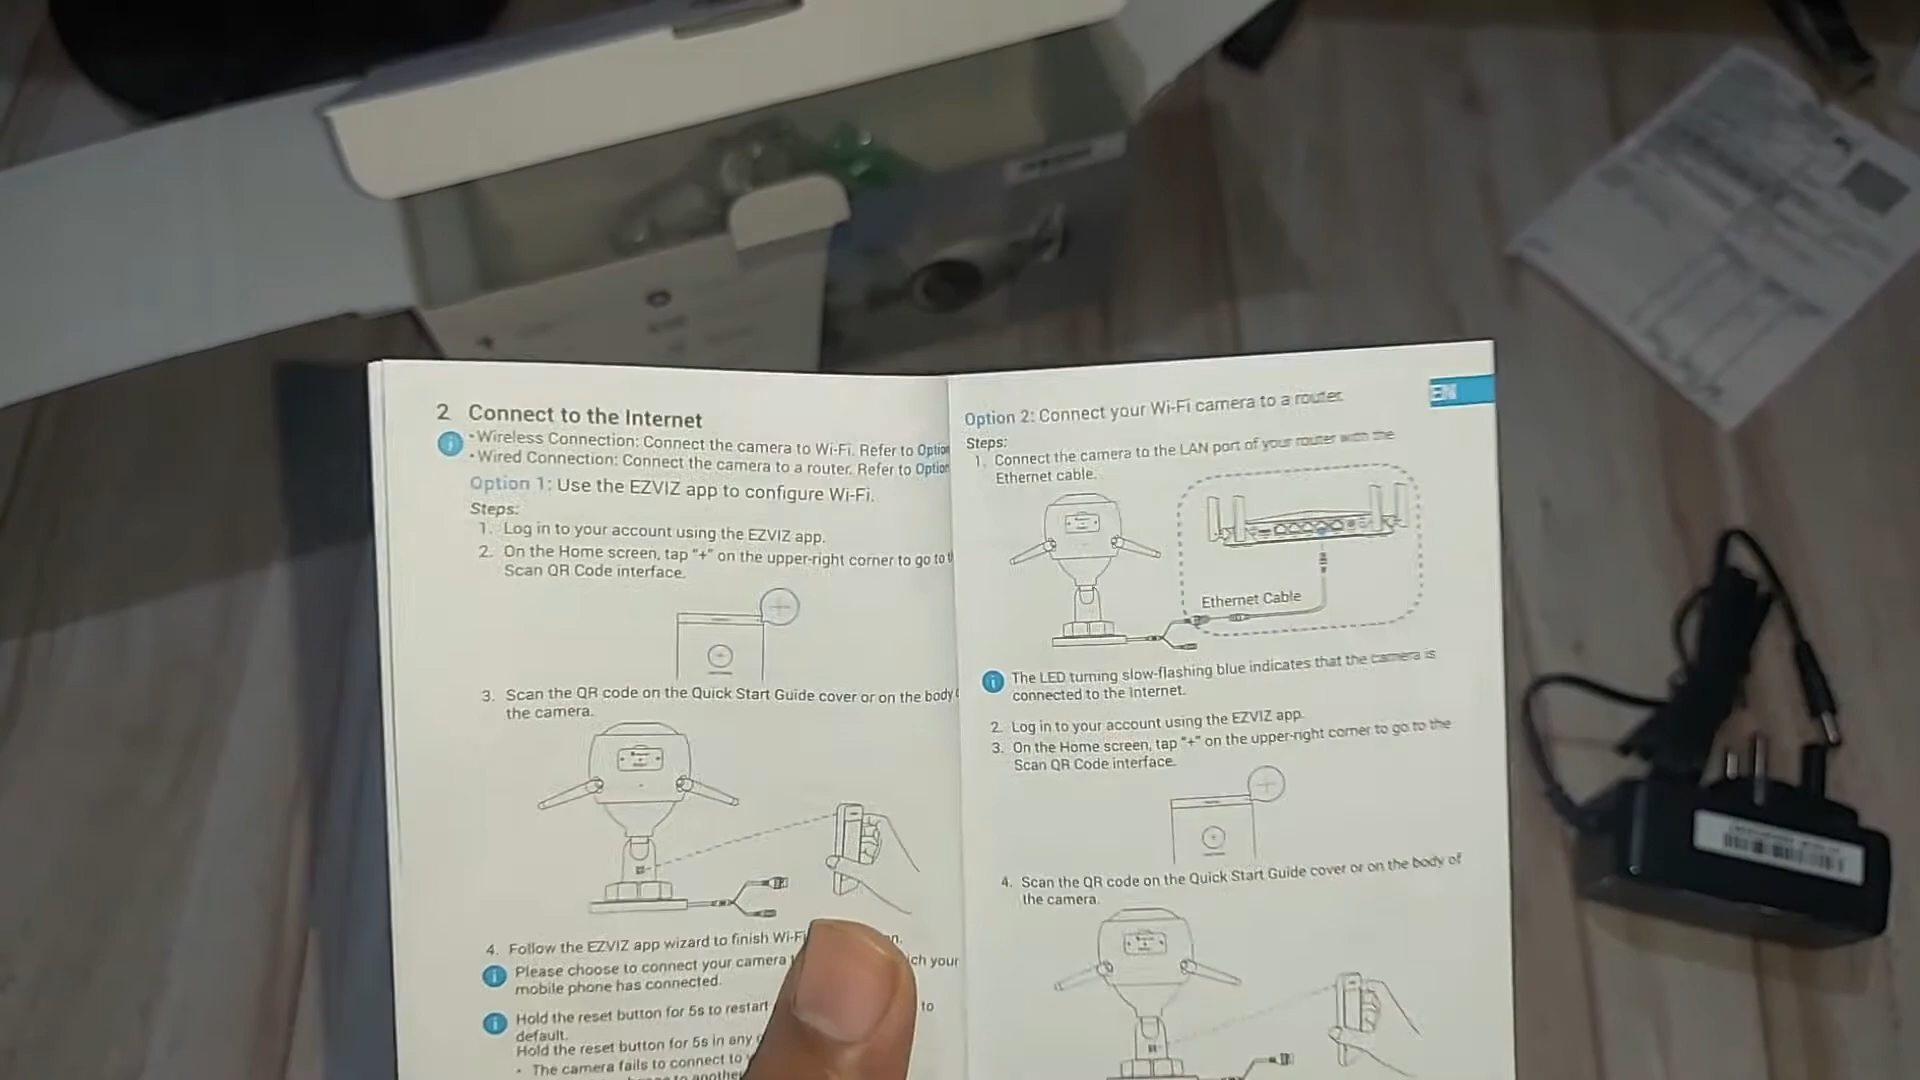 2 Connect to the Internet
• Wireless Connection: Connect the camera to Wi-Fi. Refer to Option
• Wired Connection: Connect the camera to a router. Refer to Option
Option 1: Use the EZVIZ app to configure Wi-Fi.
Steps:
1. Log in to your account using the EZVIZ app.
2. On the Home screen, tap "+" on the upper-right corner to go to
Scan QR Code interface.
3. Scan the QR code on the Quick Start Guide cover or on the body
the camera.
4. Follow the EZVIZ app wizard to finish Wi-Fi
Please choose to connect your camera
ich your
mobile phone has connected.
Hold the reset button for 5s to restart
to
default.
Hold the reset button for 5s in any
• The camera fails to connect to
to another
EN
Option 2: Connect your Wi-Fi camera to a router.
Steps:
1. Connect the camera to the LAN port of your router with the
Ethernet cable.
Ethernet Cable
The LED turning slow-flashing blue indicates that the camera is
connected to the Internet.
2. Log in to your account using the EZVIZ app.
3. On the Home screen, tap "+" on the upper-right corner to go to the
Scan QR Code interface.
4. Scan the QR code on the Quick Start Guide cover or on the body of
the camera.